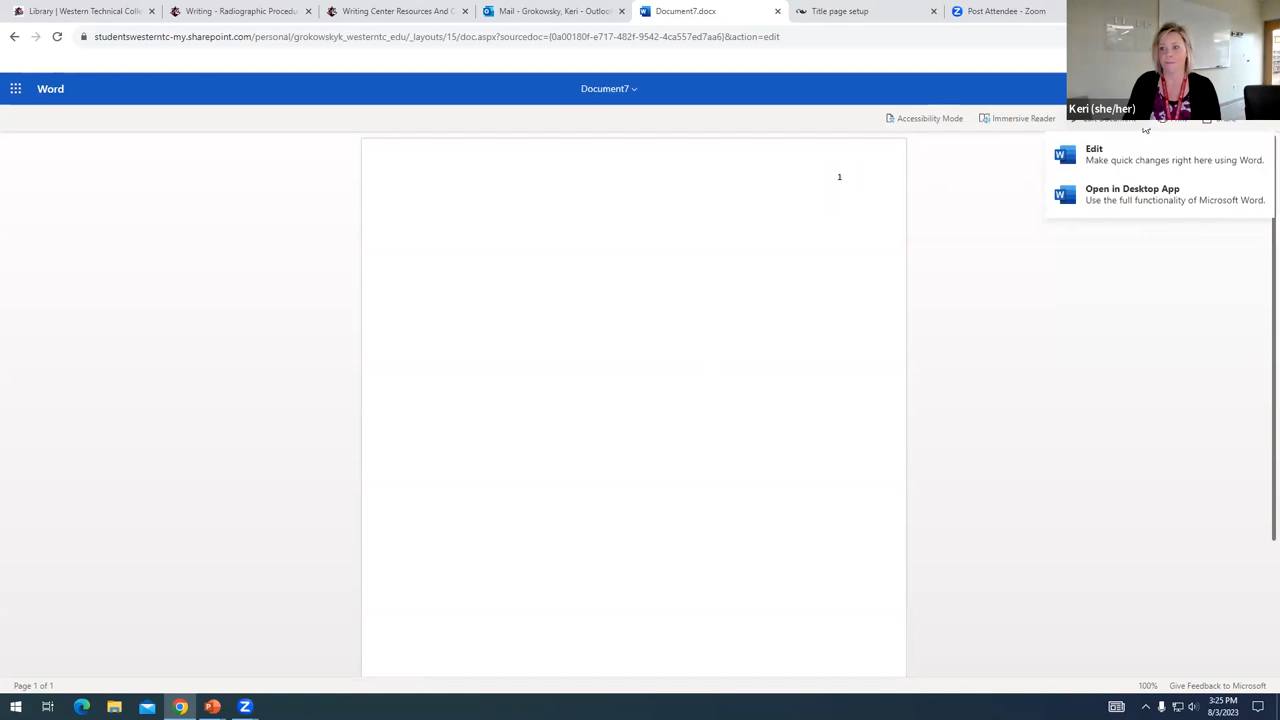 Library | Western Technical Colle
Writing - Radiographic Procedu
Writing Center Resources And C
Mail - Grokowsky, Keri - Outloo
Document7.docx
Title page setup
Post Attendee - Zoom
studentswesterntc-my.sharepoint.com/personal/grokowskyk_westerntc_edu/_layouts/15/doc.aspx?sourcedoc={0a00180f-e717-482f-9542-4ca557ed7aa6}&action=edit
Word
Document7
Keri (she/her)
Accessibility Mode
Immersive Reader
Edit
Make quick changes right here using Word.
Open in Desktop App
Use the full functionality of Microsoft Word.
1
Page 1 of 1
100%
Give Feedback to Microsoft
3:25 PM
8/3/2023